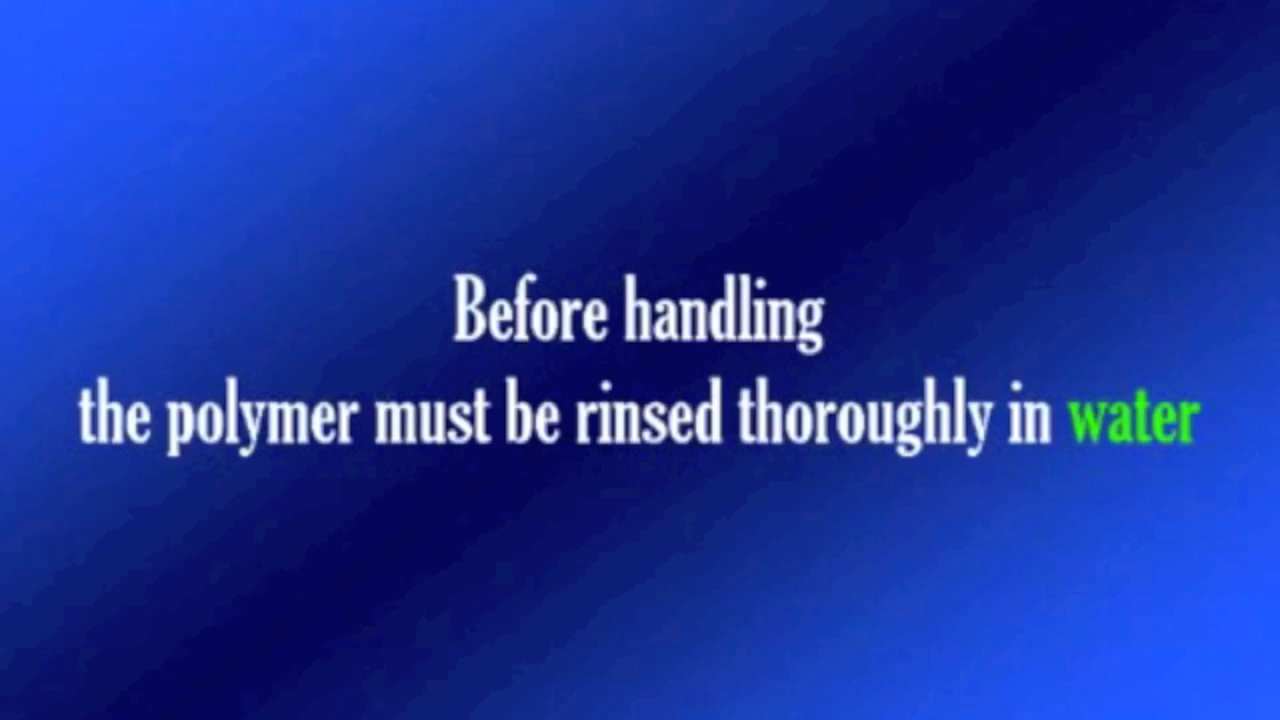 Before handling
the polymer must be rinsed thoroughly in water